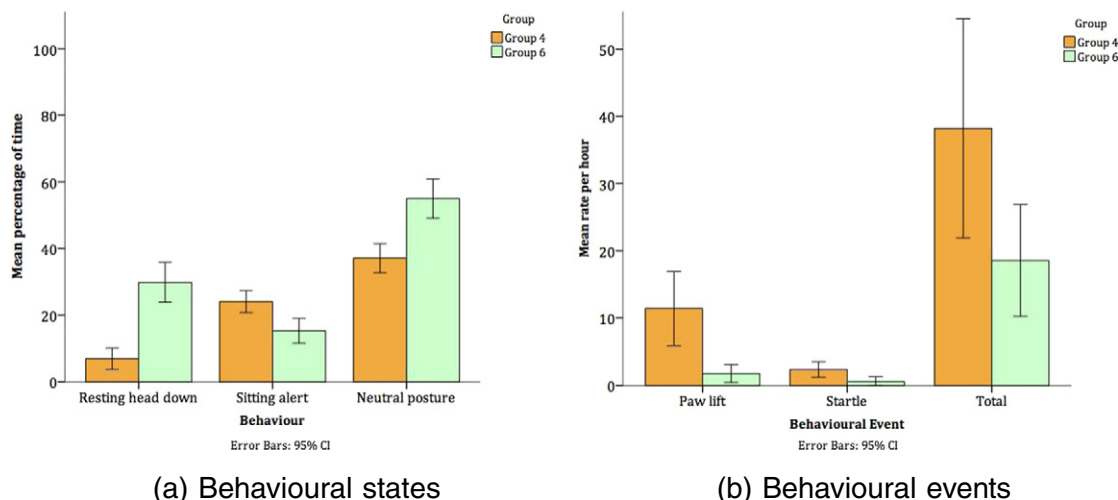 Group
Group 4
Group 6
100
80
60
40
20
0
Mean percentage of time
Resting head down Sitting alert Neutral posture
Behaviour
Error Bars: 95% CI
(a) Behavioural states
Group
Group 4
Group 6
50
40
30
20
10
0
Mean rate per hour
Paw lift Startle Total
Behavioural Event
Error Bars: 95% CI
(b) Behavioural events